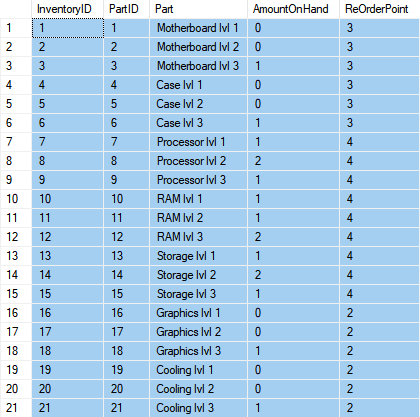 InventoryID PartID Part AmountOnHand ReOrderPoint
1 1 1 Motherboard lvl 1 0 3
2 2 2 Motherboard lvl 2 0 3
3 3 3 Motherboard lvl 3 1 3
4 4 4 Case lvl 1 0 3
5 5 5 Case lvl 2 0 3
6 6 6 Case lvl 3 1 3
7 7 7 Processor lvl 1 1 4
8 8 8 Processor lvl 2 2 4
9 9 9 Processor lvl 3 1 4
10 10 10 RAM lvl 1 1 4
11 11 11 RAM lvl 2 1 4
12 12 12 RAM lvl 3 2 4
13 13 13 Storage lvl 1 1 4
14 14 14 Storage lvl 2 2 4
15 15 15 Storage lvl 3 1 4
16 16 16 Graphics lvl 1 0 2
17 17 17 Graphics lvl 2 0 2
18 18 18 Graphics lvl 3 1 2
19 19 19 Cooling lvl 1 0 2
20 20 20 Cooling lvl 2 0 2
21 21 21 Cooling lvl 3 1 2